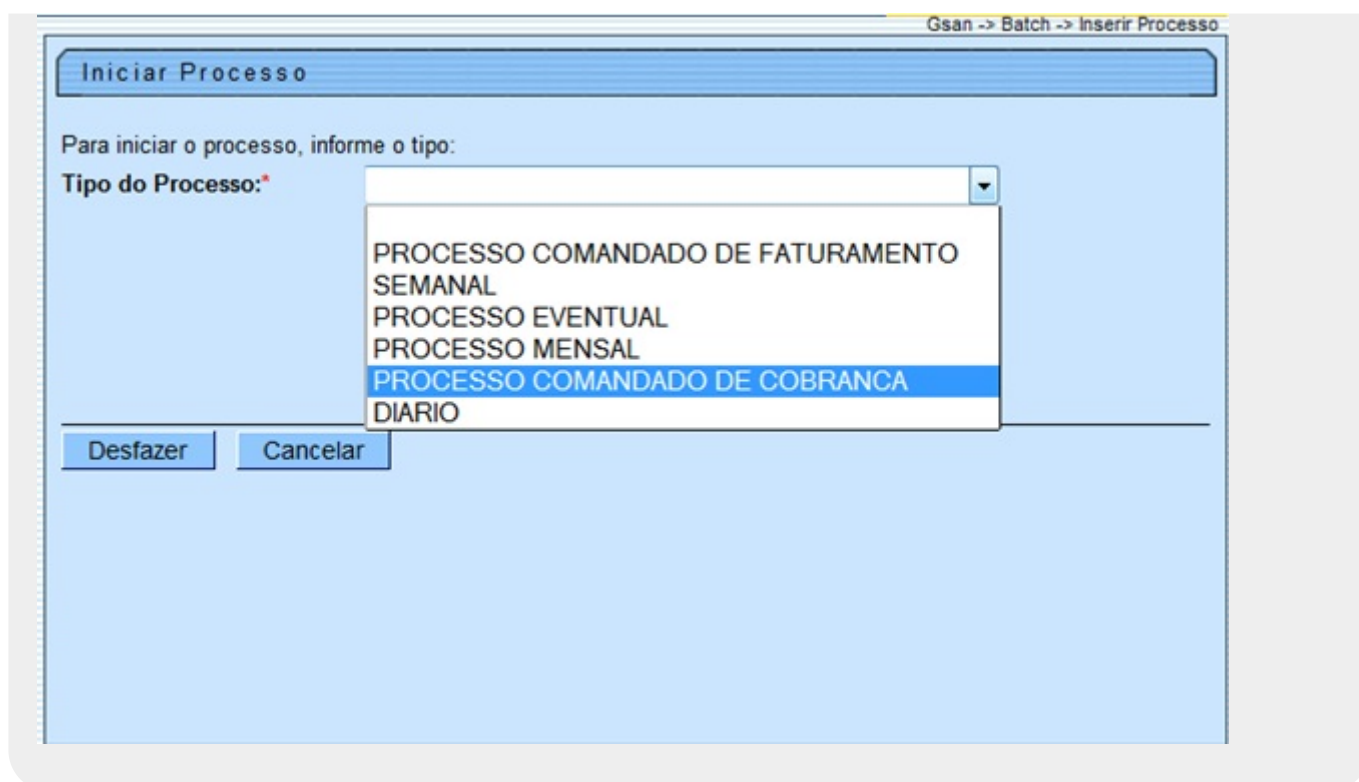 Gsan -> Batch -> Inserir Processo
Iniciar Processo
Para iniciar o processo, informe o tipo:
Tipo do Processo:*
PROCESSO COMANDADO DE FATURAMENTO
SEMANAL
PROCESSO EVENTUAL
PROCESSO MENSAL
PROCESSO COMANDADO DE COBRANCA
DIARIO
Desfazer Cancelar